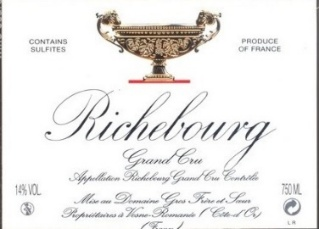 CONTAINS SULFITES
PRODUCE OF FRANCE
Richebourg
Grand Cru
Appellation Richebourg Grand Cru Contrôlée
14% VOL.
750 ML
Mise au Domaine Gros Frère et Sœur
Propriétaires à Vosne-Romanée (Côte-d'Or)
(France)
L R